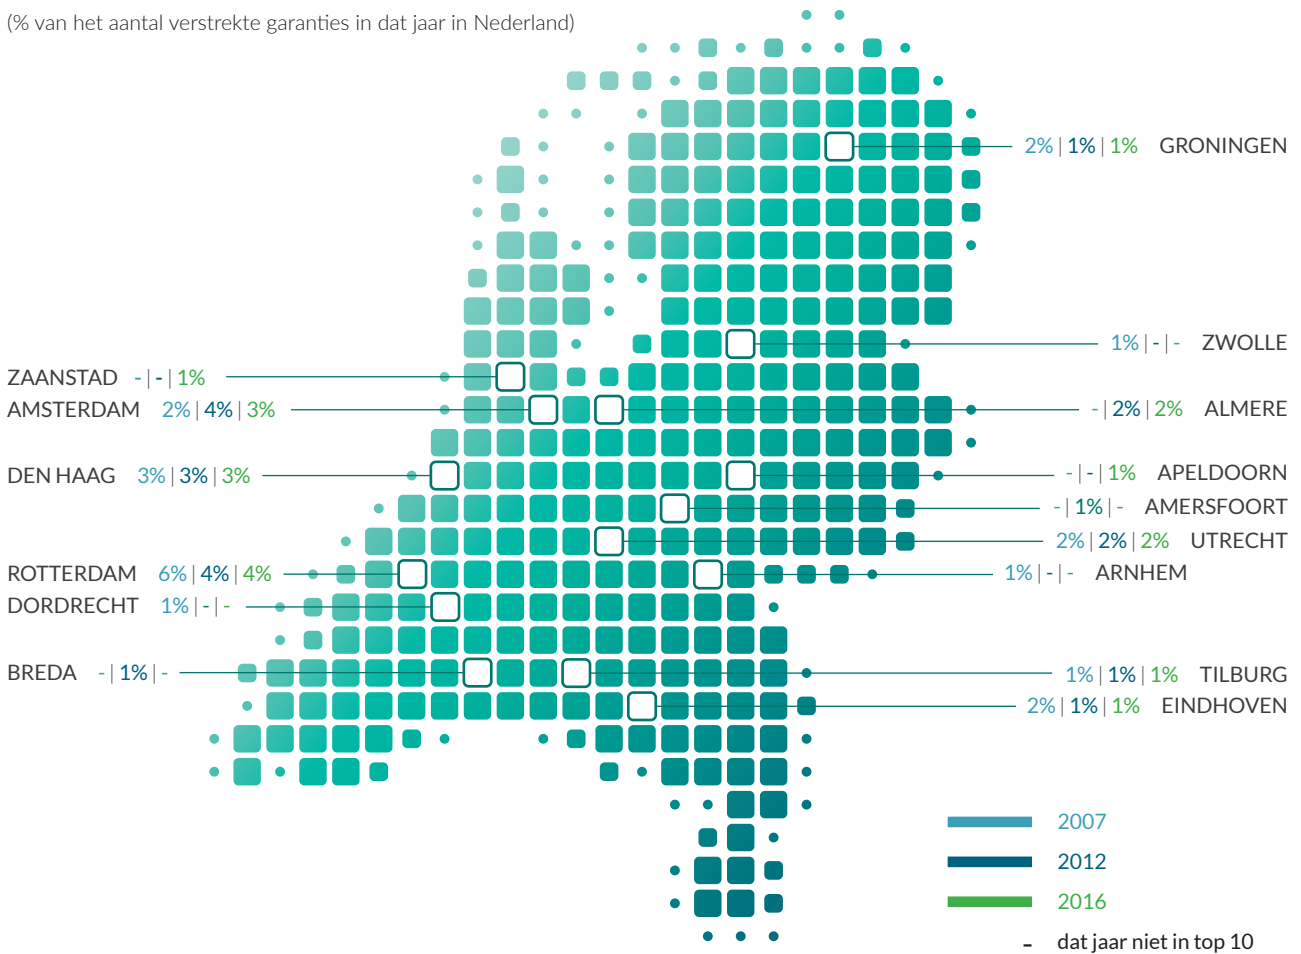 (% van het aantal verstrekte garanties in dat jaar in Nederland)
2% | 1% | 1% GRONINGEN
1% | - | - ZWOLLE
ZAANSTAD - | - | 1%
AMSTERDAM 2% | 4% | 3%
- | 2% | 2% ALMERE
DEN HAAG 3% | 3% | 3%
- | - | 1% APELDOORN
- | 1% | - AMERSFOORT
2% | 2% | 2% UTRECHT
ROTTERDAM 6% | 4% | 4%
1% | - | - ARNHEM
DORDRECHT 1% | - | -
BREDA - | 1% | -
1% | 1% | 1% TILBURG
2% | 1% | 1% EINDHOVEN
2007
2012
2016
- dat jaar niet in top 10